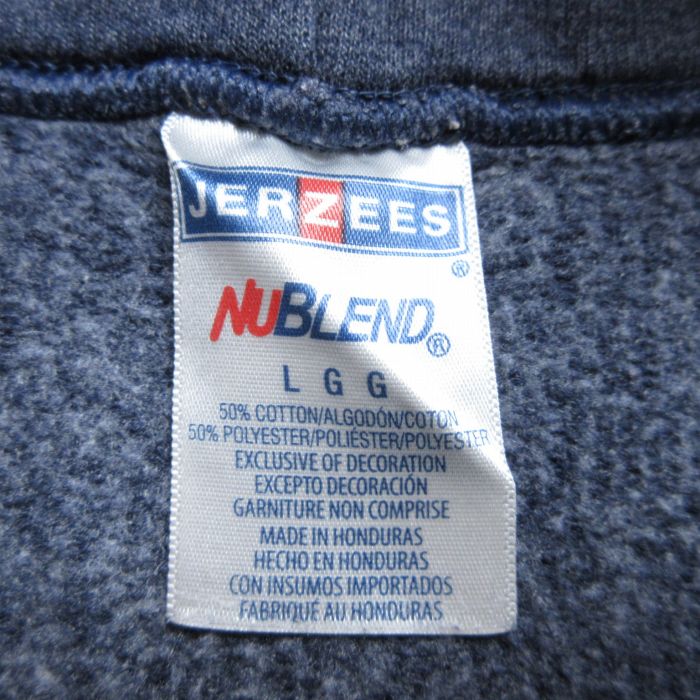 JERZEES
®
NUBLEND®
L G G
50% COTTON/ALGODÓN/COTON
50% POLYESTER/POLIÉSTER/POLYESTER
EXCLUSIVE OF DECORATION
EXCEPTO DECORACIÓN
GARNITURE NON COMPRISE
MADE IN HONDURAS
HECHO EN HONDURAS
CON INSUMOS IMPORTADOS
FABRIQUÉ AU HONDURAS